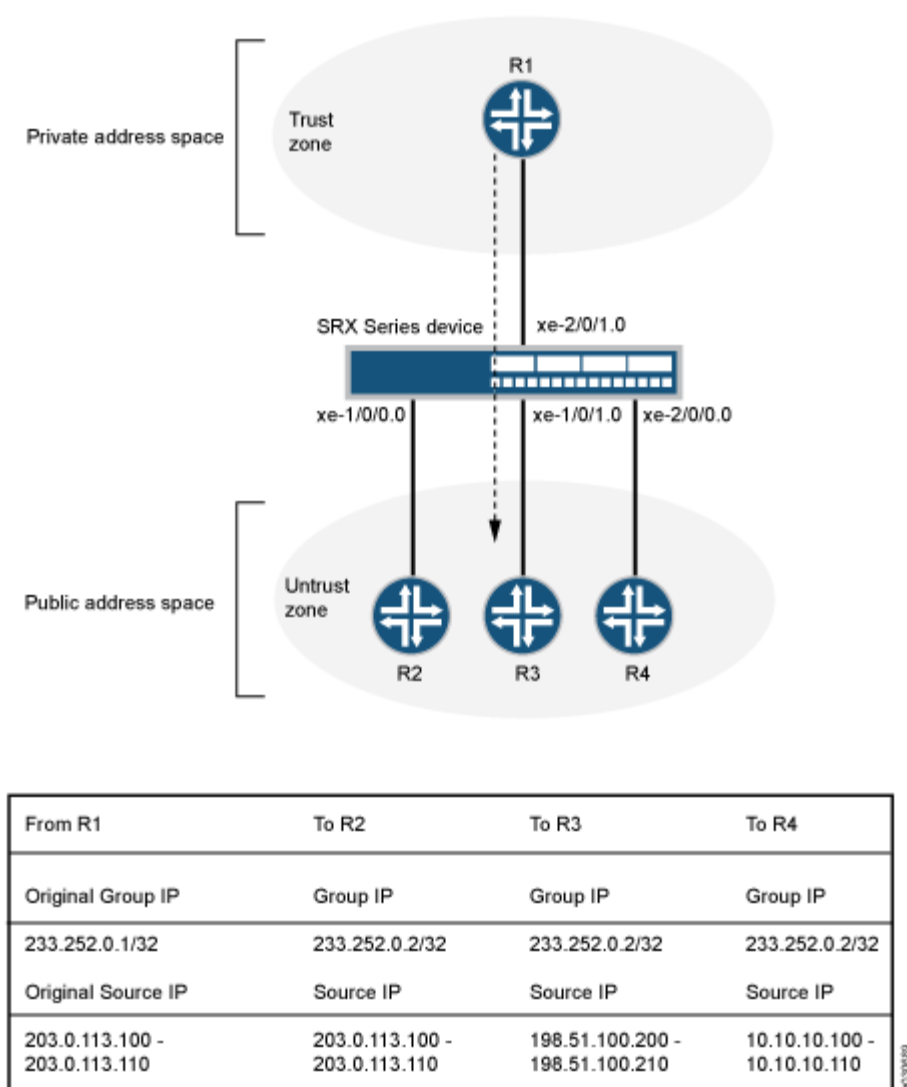 R1
Trust
zone
Private address space
SRX Series device
xe-2/0/1.0
xe-1/0/0.0
xe-1/0/1.0
xe-2/0/0.0
Untrust
zone
Public address space
R2
R3
R4
From R1 To R2 To R3 To R4
Original Group IP Group IP Group IP Group IP
233.252.0.1/32 233.252.0.2/32 233.252.0.2/32 233.252.0.2/32
Original Source IP Source IP Source IP Source IP
203.0.113.100 - 203.0.113.100 - 198.51.100.200 - 10.10.10.100 -
203.0.113.110 203.0.113.110 198.51.100.210 10.10.10.110